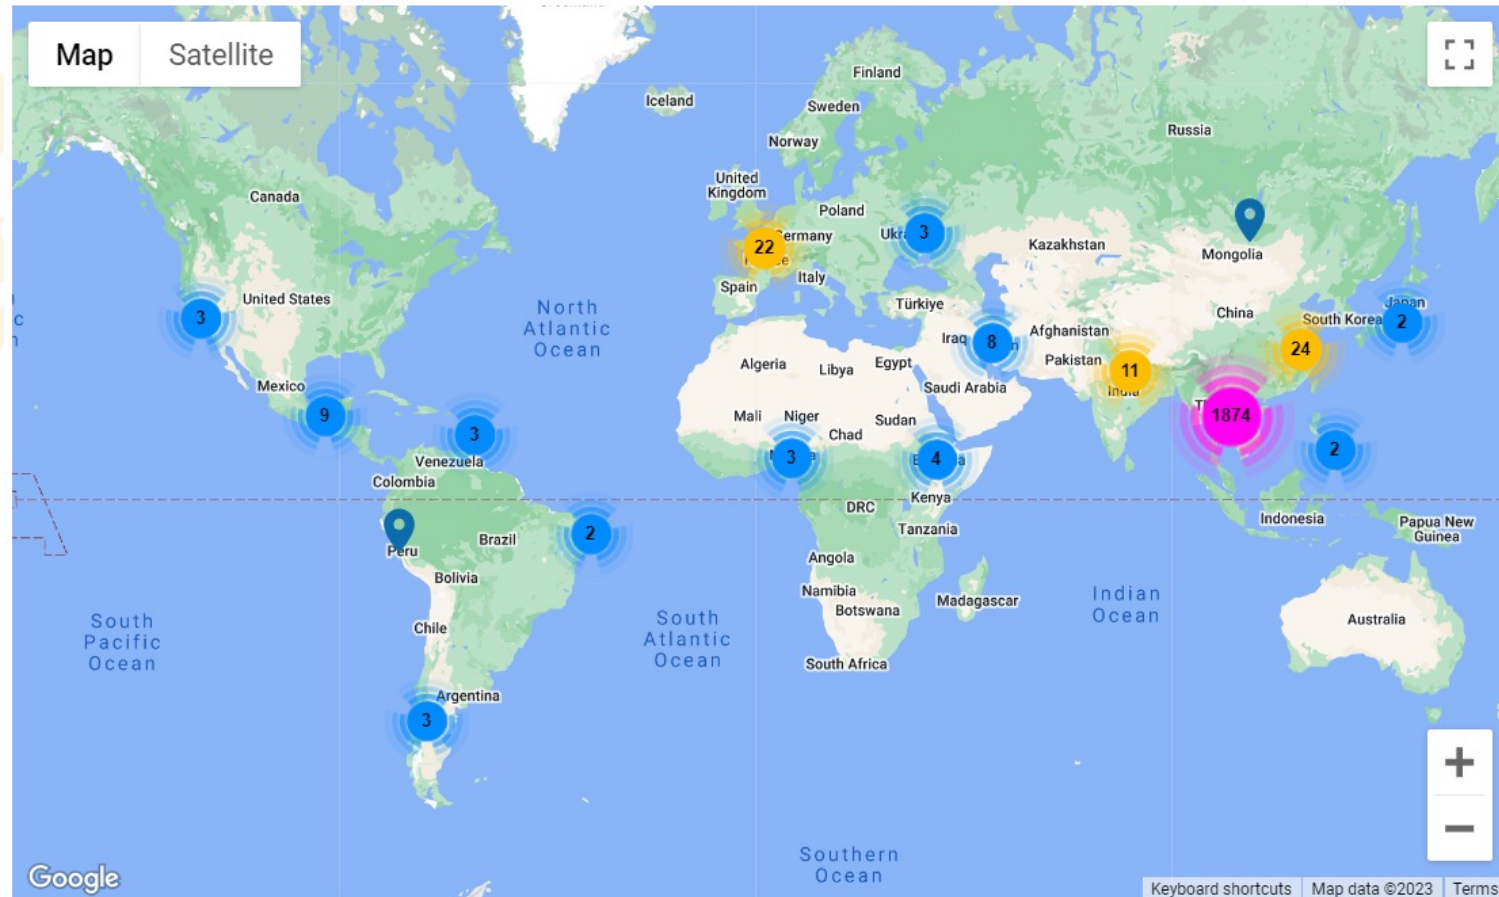 Map
Satellite
Finland
Iceland
Sweden
Russia
Norway
United
Kingdom
Canada
Poland
Germany
3
22
Kazakhstan
Mongolia
Italy
Spain
United States
Türkiye
North
Atlantic
Ocean
China
Japan
South Korea
2
3
Afghanistan
Iraq
8
24
Pakistan
Algeria
Libya
Egypt
11
India
Mexico
Saudi Arabia
9
Mali
Niger
Sudan
1874
3
Chad
2
Venezuela
3
4
Colombia
Kenya
DRC
Indonesia
Papua New
Guinea
Tanzania
2
Brazil
Peru
Angola
Bolivia
Namibia
Botswana
Madagascar
Indian
Ocean
Australia
South
Pacific
Ocean
Chile
South
Atlantic
Ocean
South Africa
Argentina
3
+
−
Southern
Ocean
Google
Keyboard shortcuts
Map data ©2023
Terms